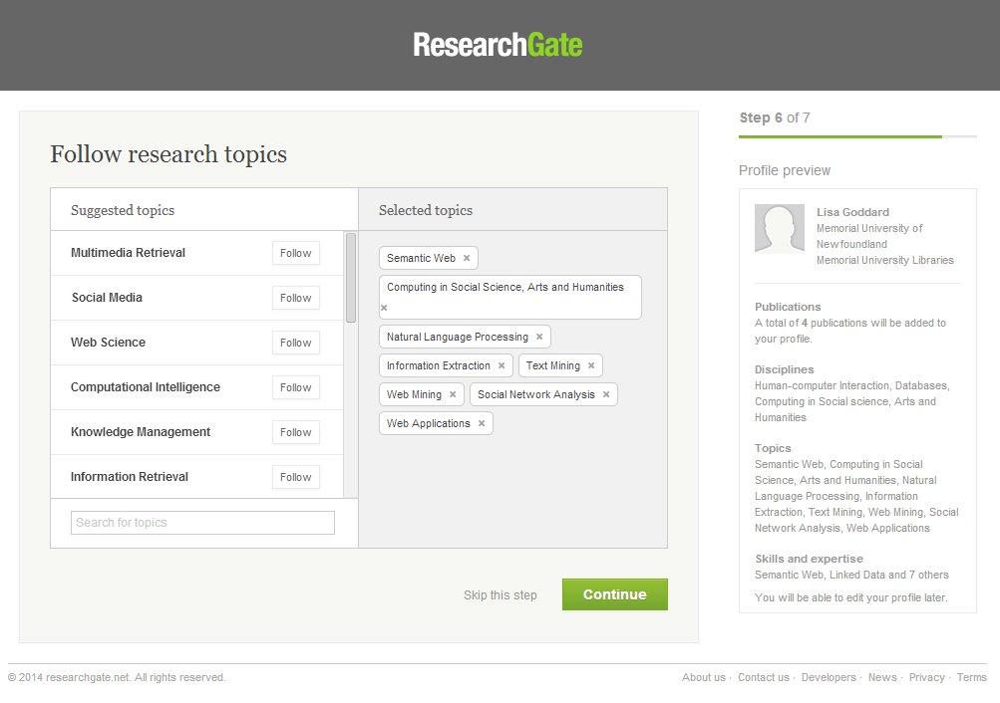 ResearchGate
Follow research topics
Suggested topics
Multimedia Retrieval Follow
Social Media Follow
Web Science Follow
Computational Intelligence Follow
Knowledge Management Follow
Information Retrieval Follow
Search for topics
Selected topics
Semantic Web ×
Computing in Social Science, Arts and Humanities
×
Natural Language Processing ×
Information Extraction × Text Mining ×
Web Mining × Social Network Analysis ×
Web Applications ×
Skip this step Continue
Step 6 of 7
Profile preview
Lisa Goddard
Memorial University of
Newfoundland
Memorial University Libraries
Publications
A total of 4 publications will be added to
your profile.
Disciplines
Human-computer Interaction, Databases,
Computing in Social science, Arts and
Humanities
Topics
Semantic Web, Computing in Social
Science, Arts and Humanities, Natural
Language Processing, Information
Extraction, Text Mining, Web Mining, Social
Network Analysis, Web Applications
Skills and expertise
Semantic Web, Linked Data and 7 others
You will be able to edit your profile later.
© 2014 researchgate.net. All rights reserved. About us · Contact us · Developers · News · Privacy · Terms